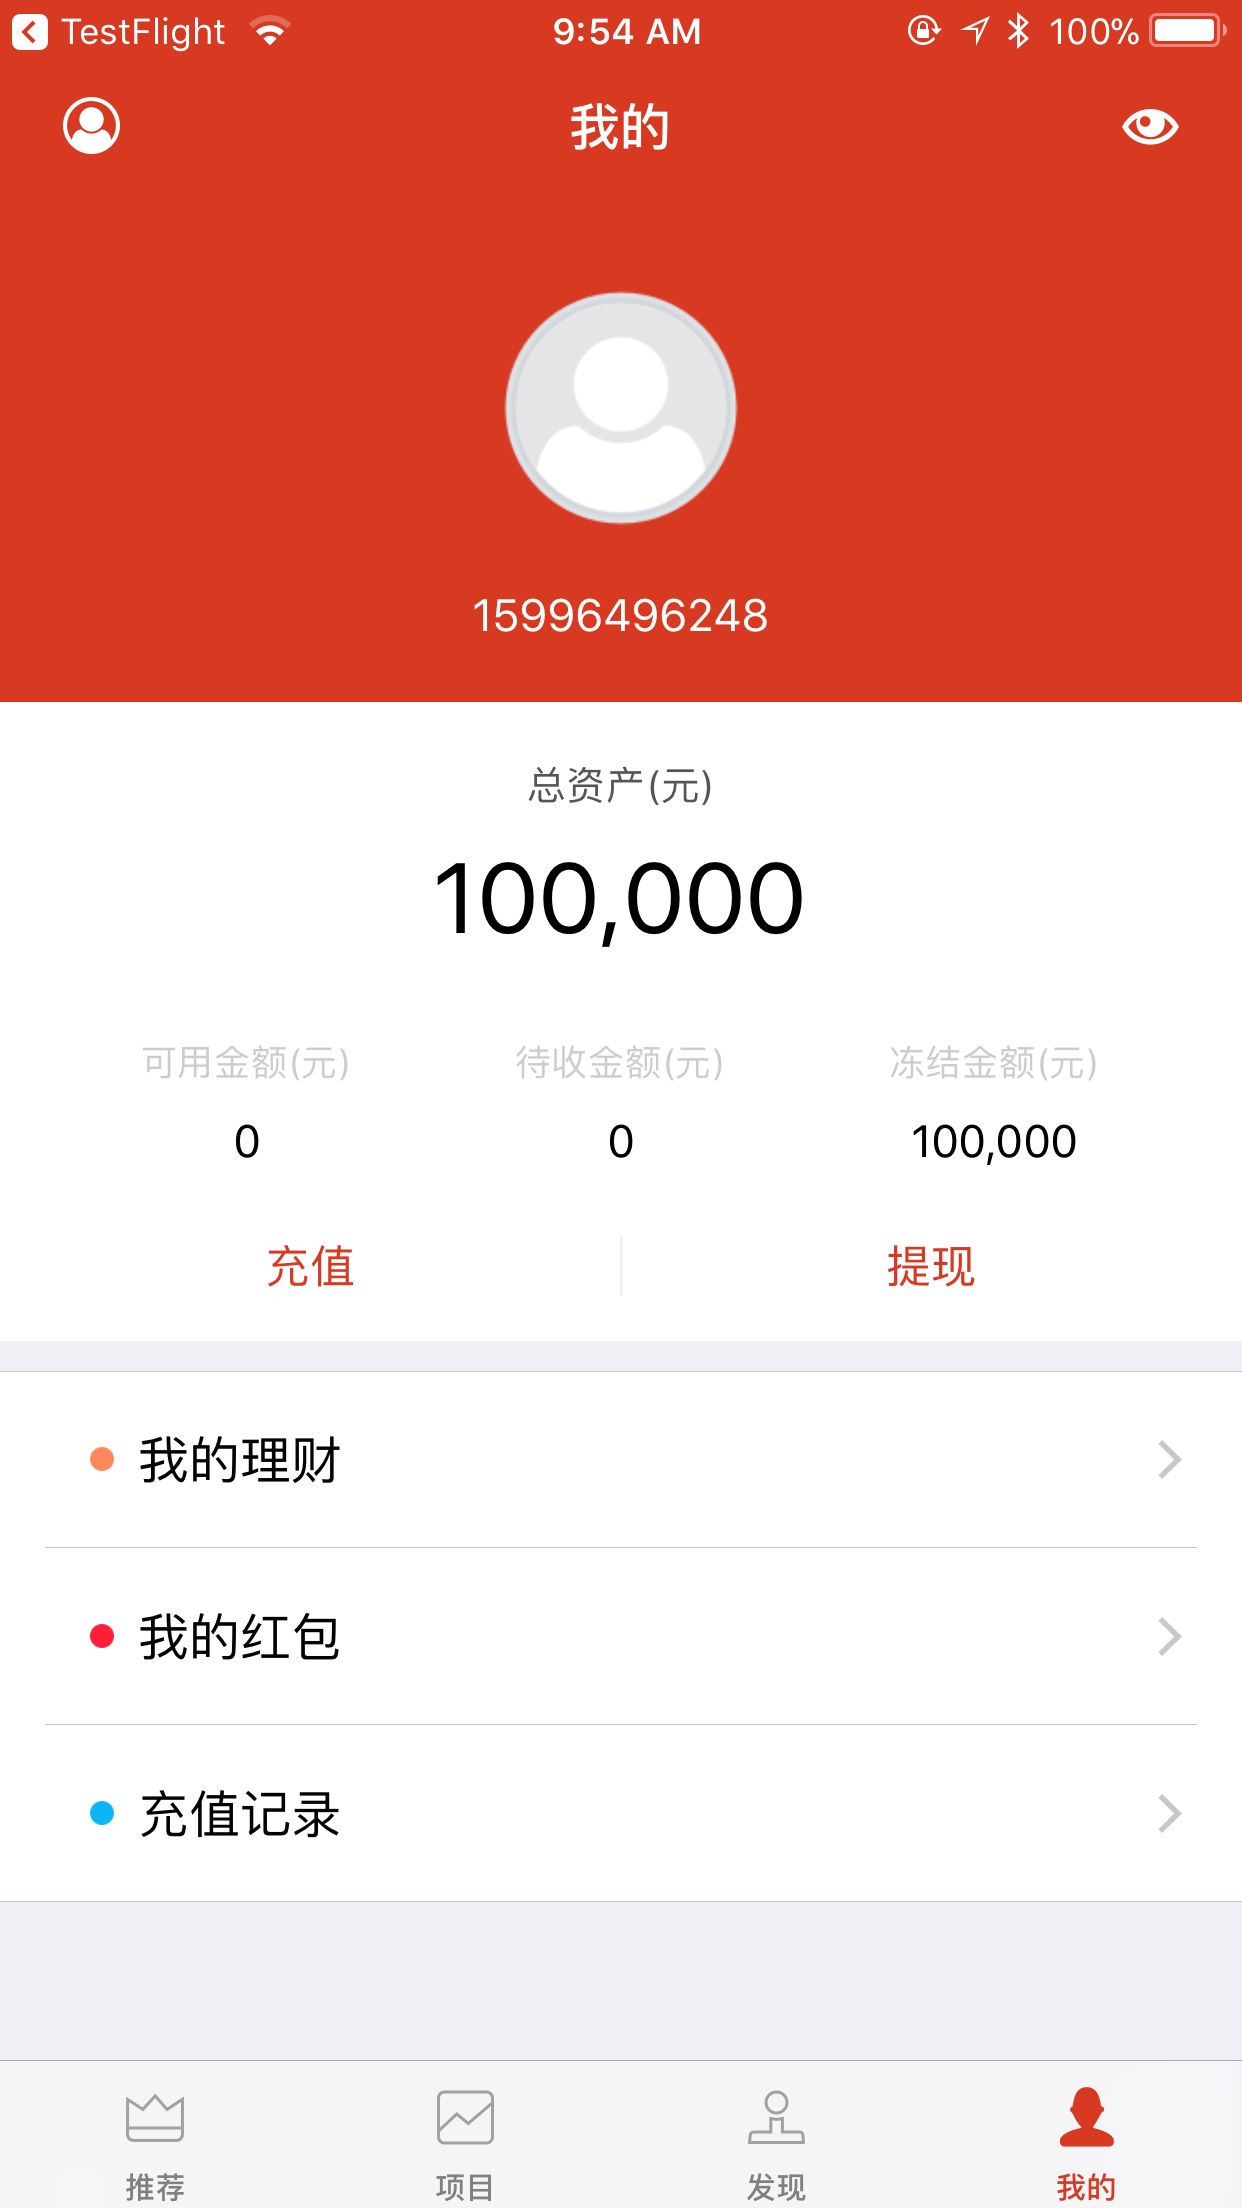 TestFlight 9:54 AM 100%
我的
15996496248
总资产(元)
100,000
可用金额(元) 待收金额(元) 冻结金额(元)
0 0 100,000
充值 提现
我的理财
我的红包
充值记录
推荐 项目 发现 我的